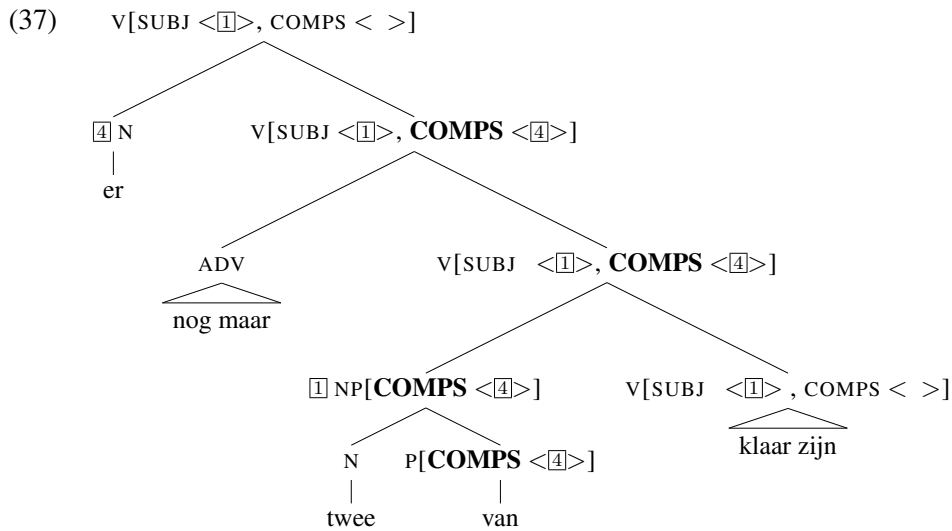 (37) V[SUBJ <1>, COMPS < >]
4 N V[SUBJ <1>, COMPS <4>]
er
ADV V[SUBJ <1>, COMPS <4>]
nog maar
1 NP[COMPS <4>] V[SUBJ <1> , COMPS < >]
klaar zijn
N P[COMPS <4>]
twee van